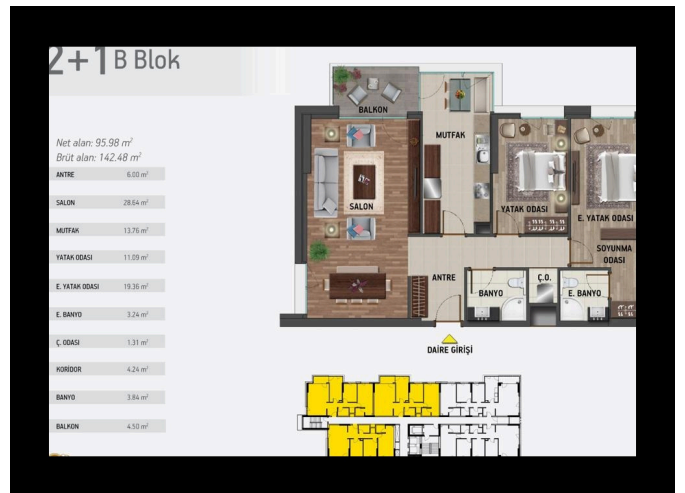 2+1 B Blok
Net alan: 95.98 m²
Brüt alan: 142.48 m²
ANTRE 6.00 m²
SALON 28.64 m²
MUTFAK 13.76 m²
YATAK ODASI 11.09 m²
E. YATAK ODASI 19.36 m²
E. BANYO 3.24 m²
Ç. ODASI 1.31 m²
KORİDOR 4.24 m²
BANYO 3.84 m²
BALKON 4.50 m²
BALKON
MUTFAK
SALON
YATAK ODASI
E. YATAK ODASI
SOYUNMA
ODASI
ANTRE
BANYO
Ç.O.
E. BANYO
DAİRE GİRİŞİ